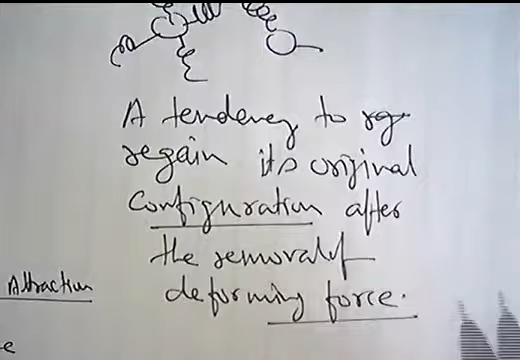 A tendency to rg-
regain its original
configuration after
the removal of
deforming force.
Attraction
e